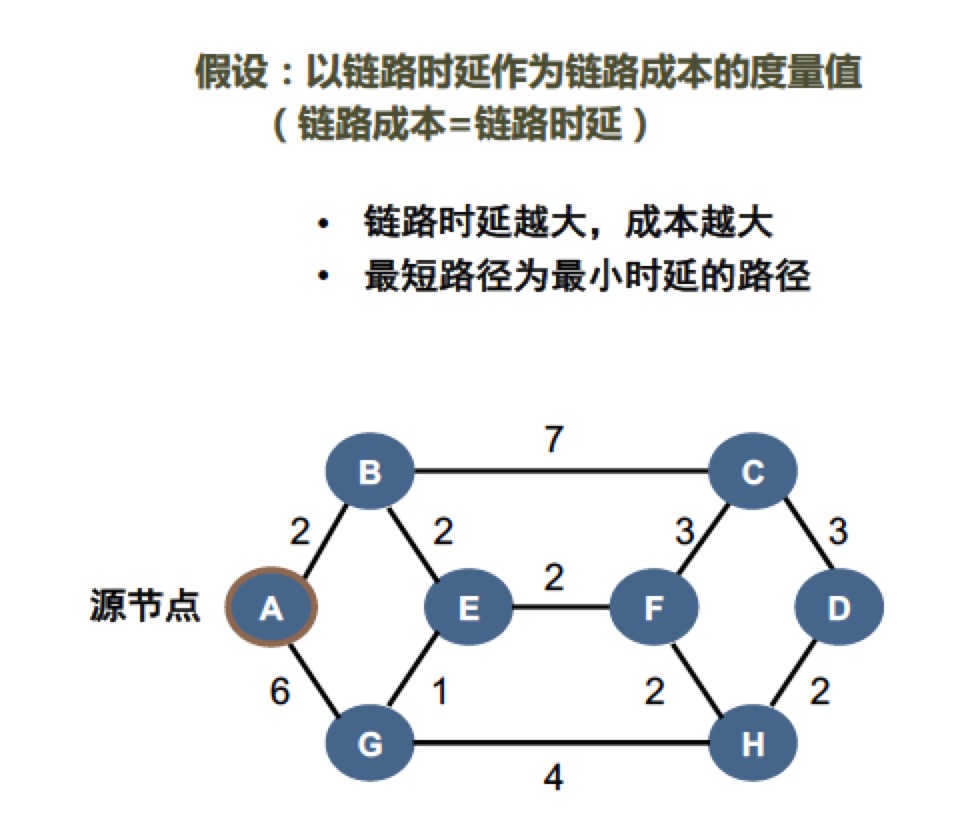 假设：以链路时延作为链路成本的度量值
（链路成本=链路时延）
• 链路时延越大，成本越大
• 最短路径为最小时延的路径
7
B C
2 2 3 3
2
源节点 A E F D
6 1 2 2
G H
4